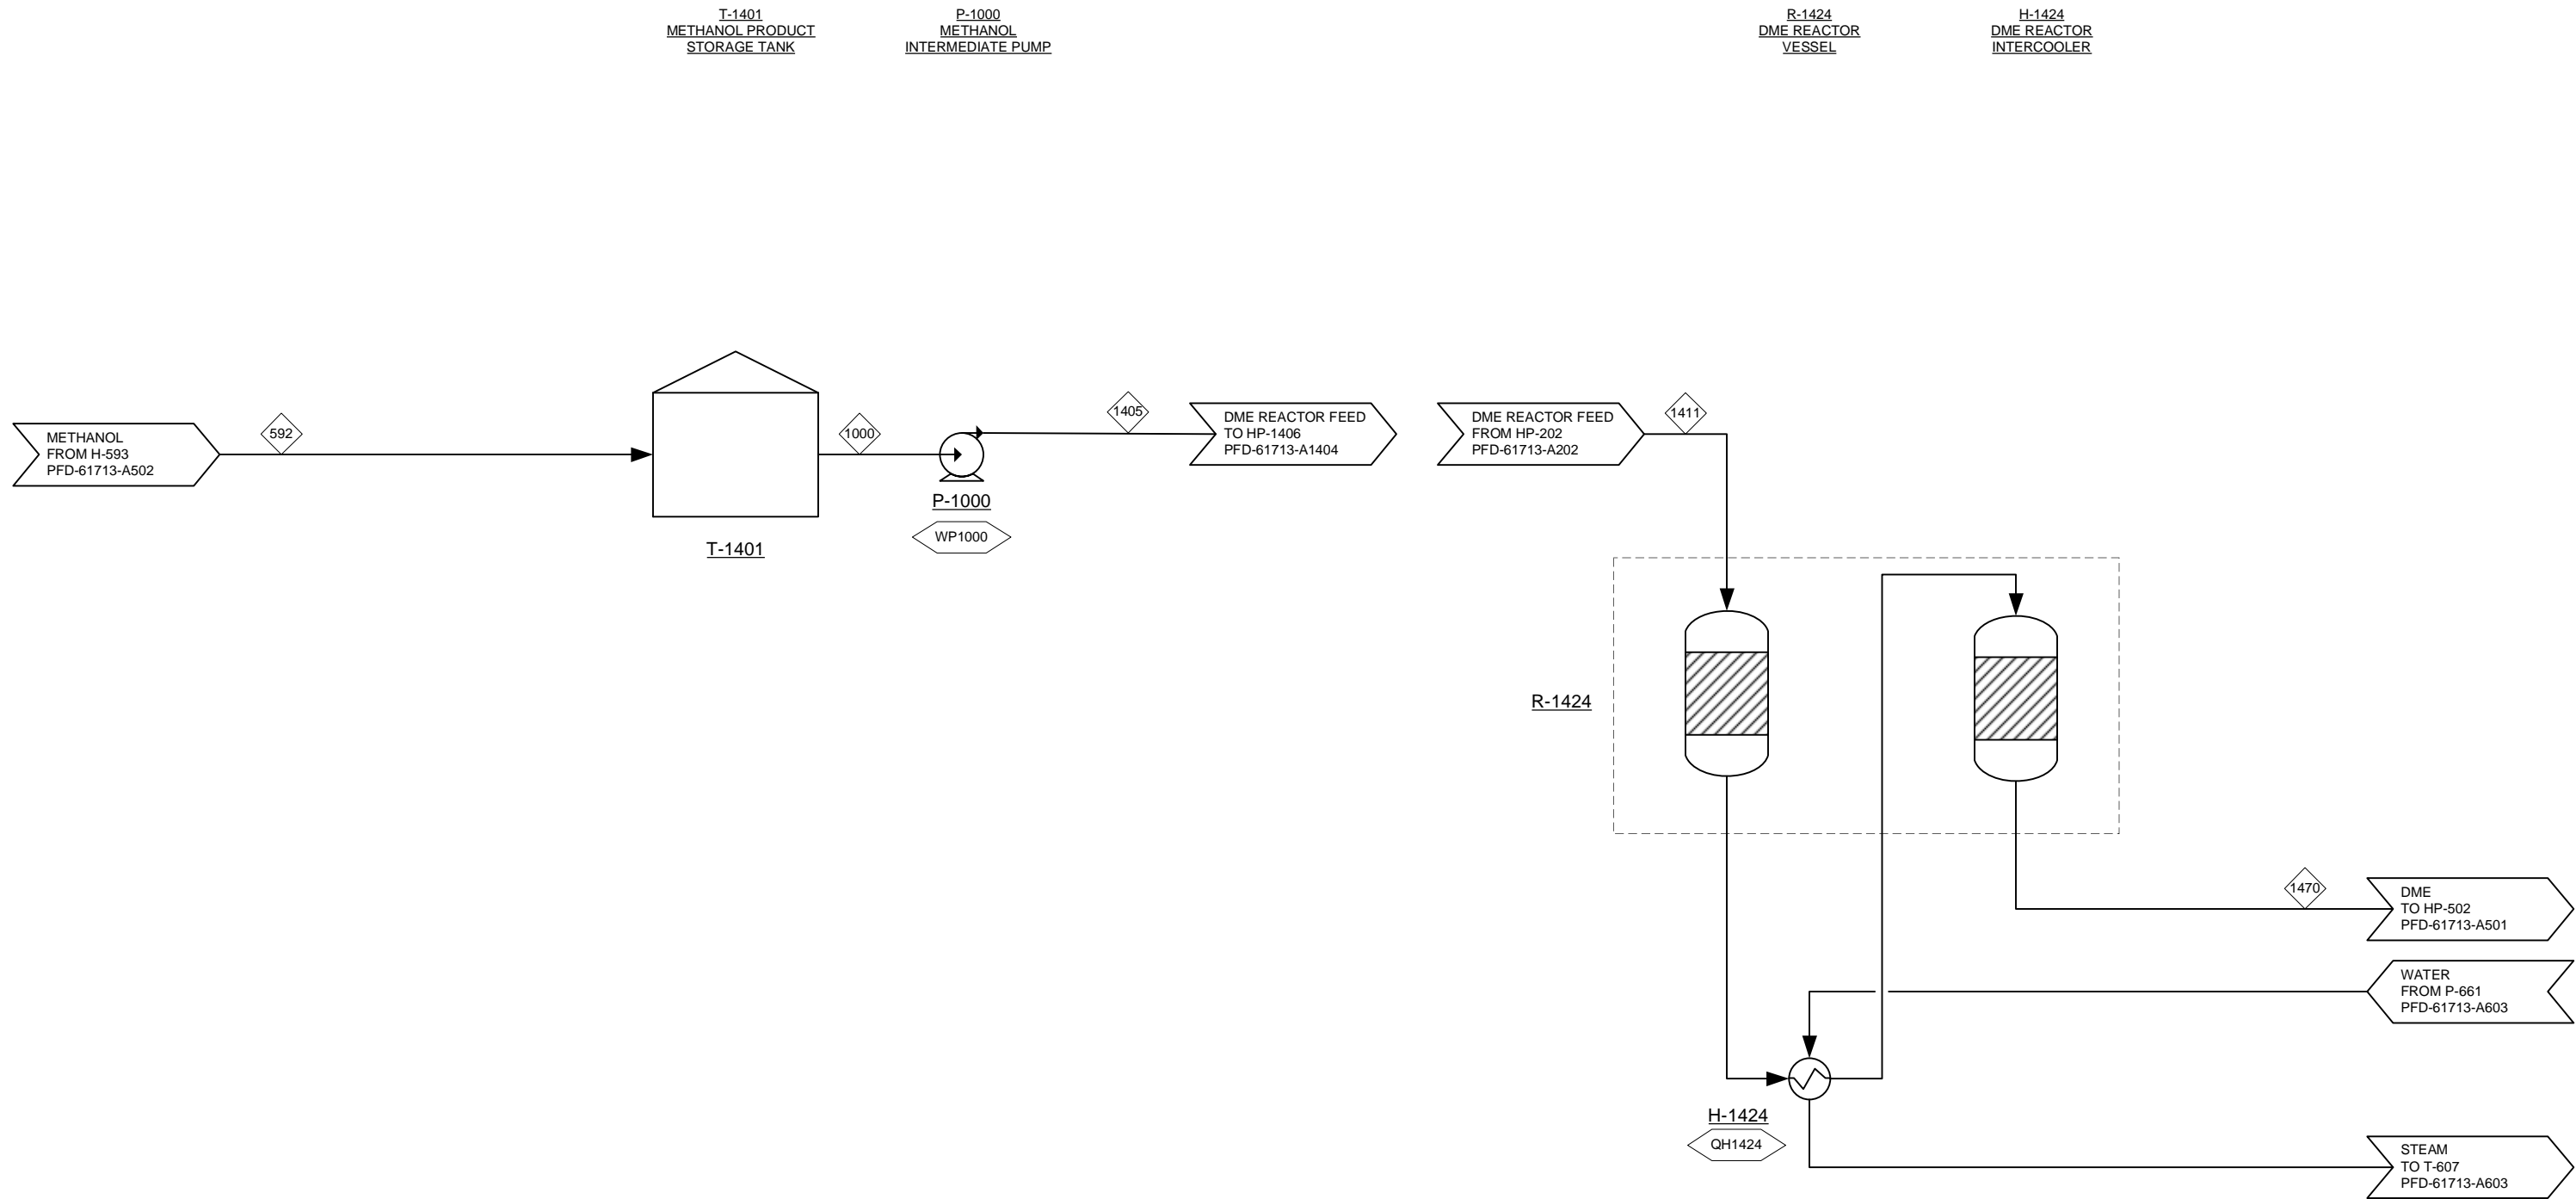 T-1401
METHANOL PRODUCT
STORAGE TANK
P-1000
METHANOL
INTERMEDIATE PUMP
R-1424
DME REACTOR
VESSEL
H-1424
DME REACTOR
INTERCOOLER
METHANOL
FROM H-593
PFD-61713-A502
592
T-1401
1000
P-1000
WP1000
1405
DME REACTOR FEED
TO HP-1406
PFD-61713-A1404
DME REACTOR FEED
FROM HP-202
PFD-61713-A202
1411
R-1424
1470
DME
TO HP-502
PFD-61713-A501
WATER
FROM P-661
PFD-61713-A603
H-1424
QH1424
STEAM
TO T-607
PFD-61713-A603